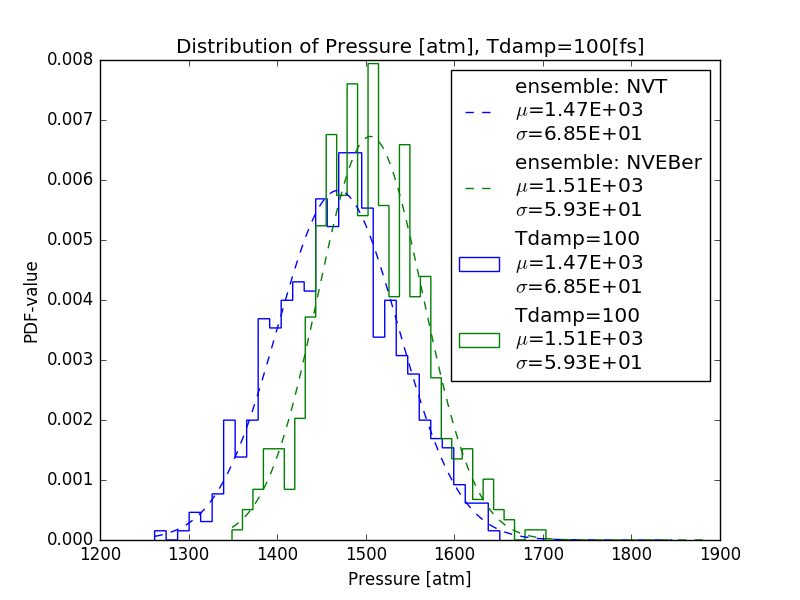 Distribution of Pressure [atm], Tdamp=100[fs]
0.008
0.007
0.006
0.005
0.004
0.003
0.002
0.001
0.000
PDF-value
ensemble: NVT
μ=1.47E+03
σ=6.85E+01
ensemble: NVEBer
μ=1.51E+03
σ=5.93E+01
Tdamp=100
μ=1.47E+03
σ=6.85E+01
Tdamp=100
μ=1.51E+03
σ=5.93E+01
1200 1300 1400 1500 1600 1700 1800 1900
Pressure [atm]